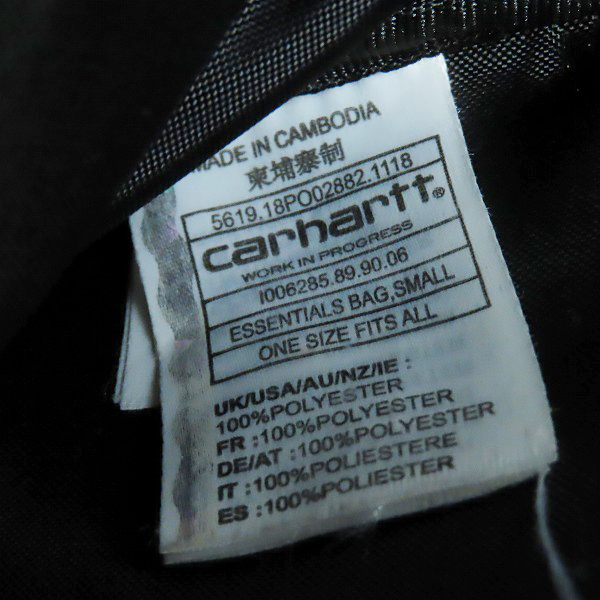 MADE IN CAMBODIA
柬埔寨制
5619.18PO02882.1118
carhartt®
WORK IN PROGRESS
I006285.89.90.06
ESSENTIALS BAG,SMALL
ONE SIZE FITS ALL
UK/USA/AU/NZ/IE :
100%POLYESTER
FR :100%POLYESTER
DE/AT :100%POLYESTER
IT :100%POLIESTERE
ES :100%POLIESTER